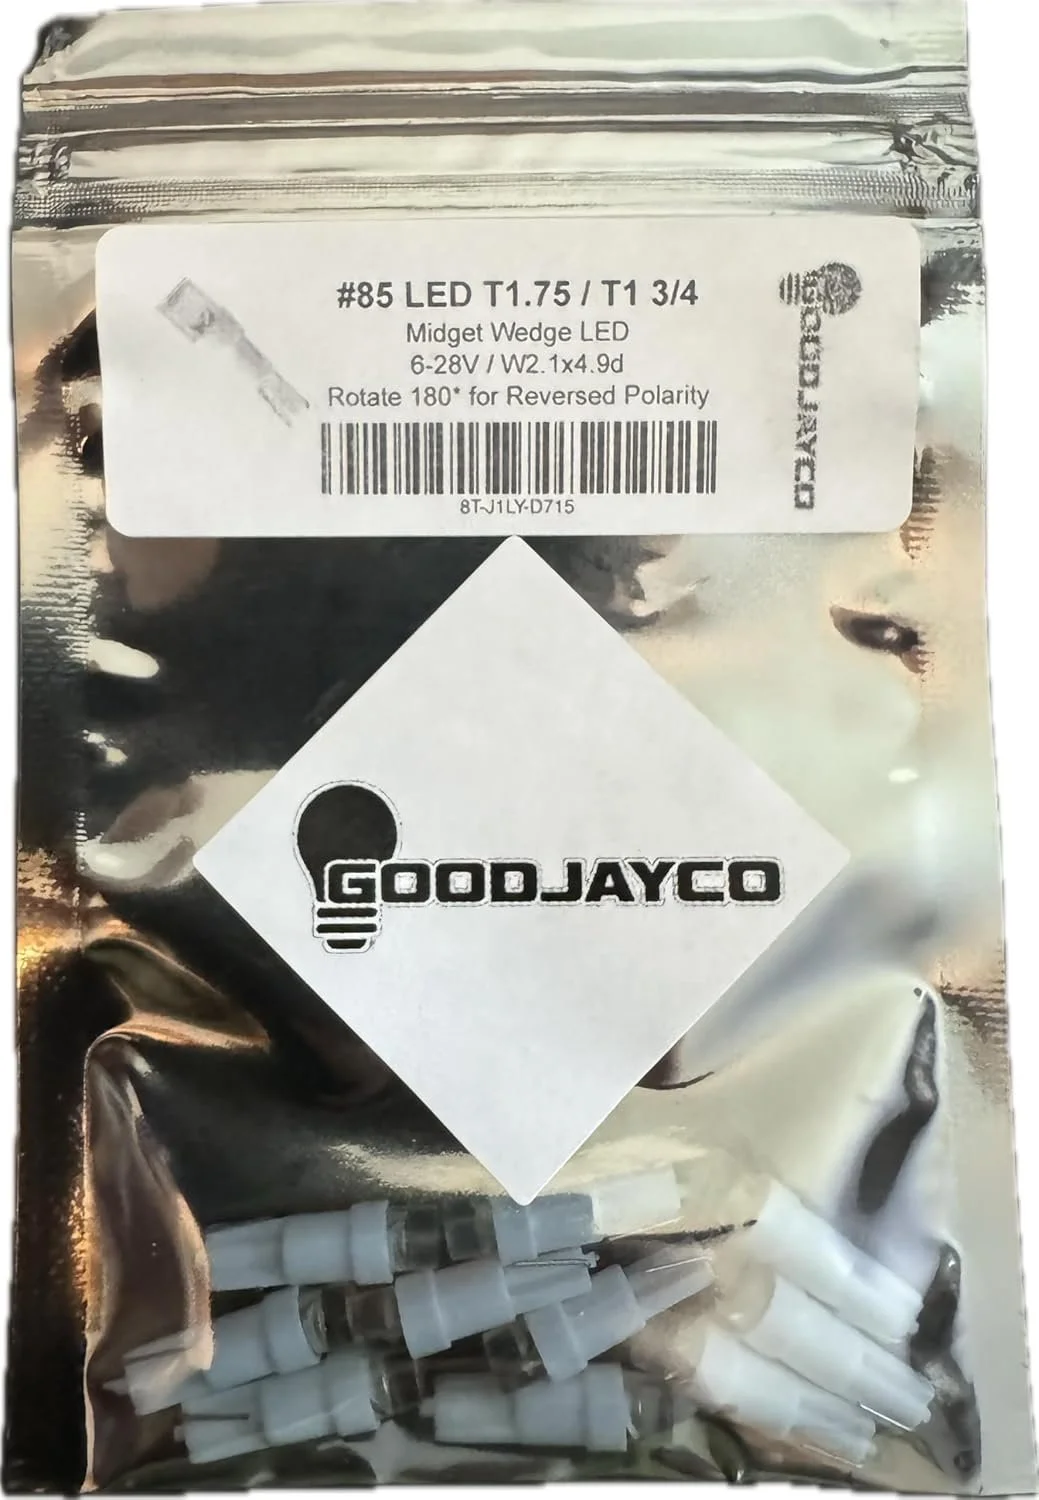 #85 LED T1.75 / T1 3/4
Midget Wedge LED
6-28V / W2.1x4.9d
Rotate 180* for Reversed Polarity
8T-J1LY-D715
GOODJAYCO
GOODJAYCO